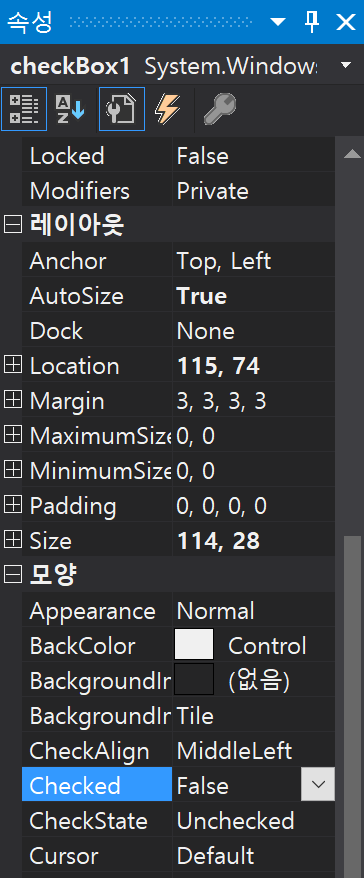 속성
checkBox1 System.Windows
Locked False
Modifiers Private
레이아웃
Anchor Top, Left
AutoSize True
Dock None
Location 115, 74
Margin 3, 3, 3, 3
MaximumSize 0, 0
MinimumSize 0, 0
Padding 0, 0, 0, 0
Size 114, 28
모양
Appearance Normal
BackColor Control
BackgroundIm (없음)
BackgroundIm Tile
CheckAlign MiddleLeft
Checked False
CheckState Unchecked
Cursor Default